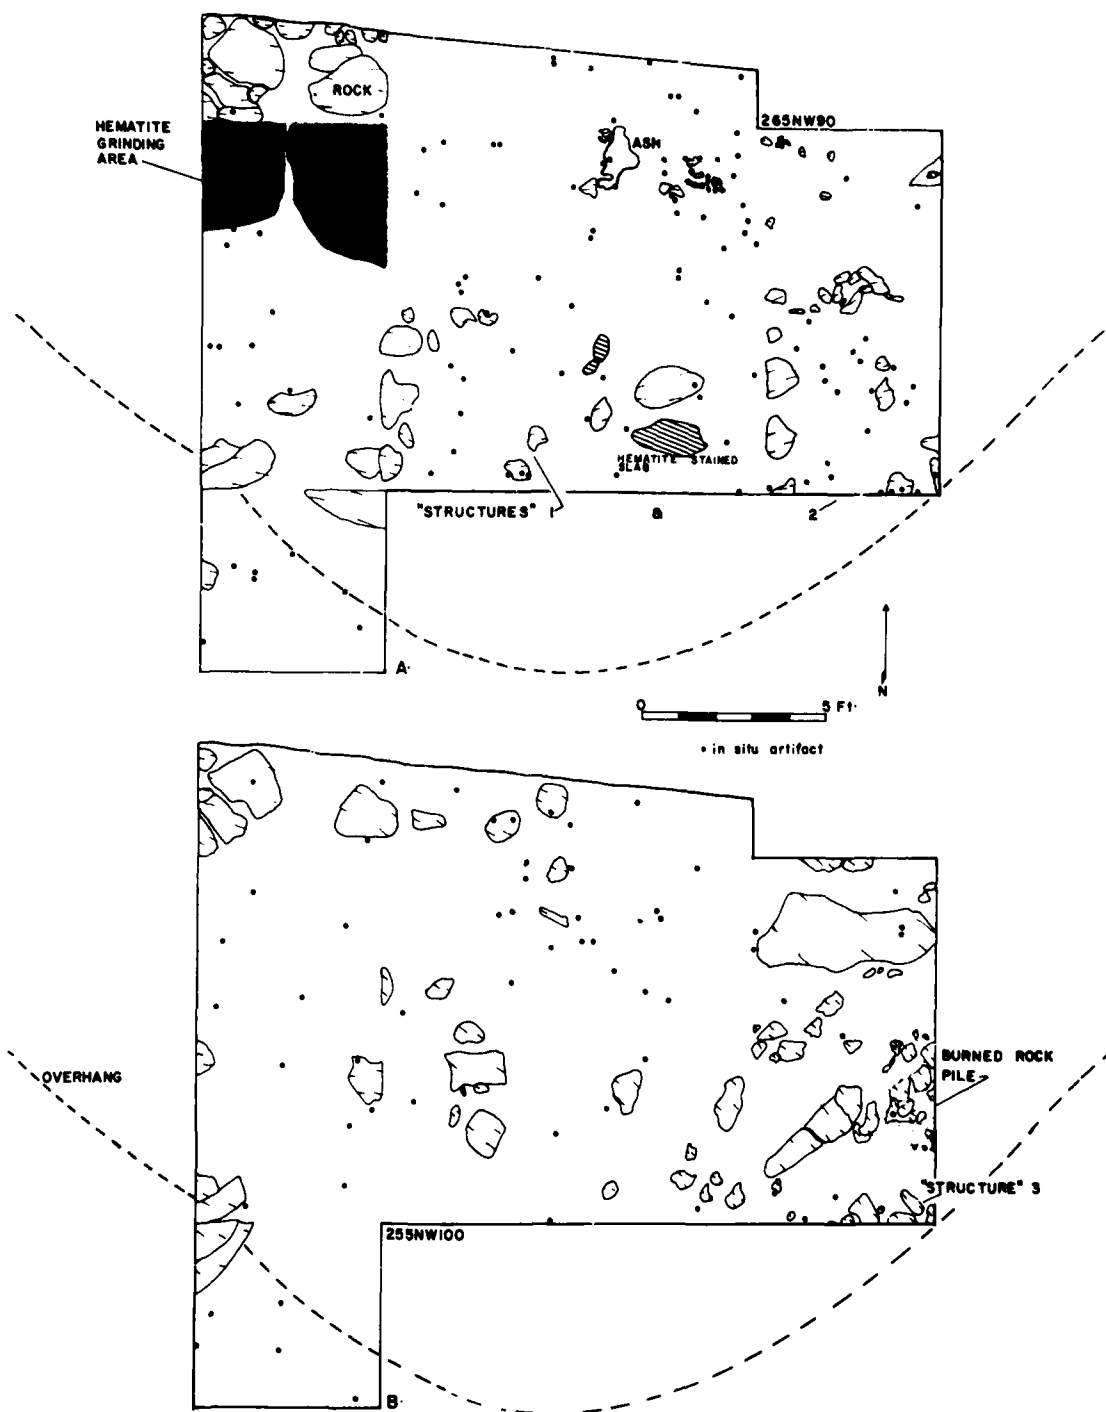 ROCK
265NW90
HEMATITE
GRINDING
AREA
ASH
HEMATITE STAINED
SLAB
"STRUCTURES" 1 & 2
A.
N
0 5 Ft.
• in situ artifact
OVERHANG
BURNED ROCK
PILE
"STRUCTURE" 3
255NW100
B.